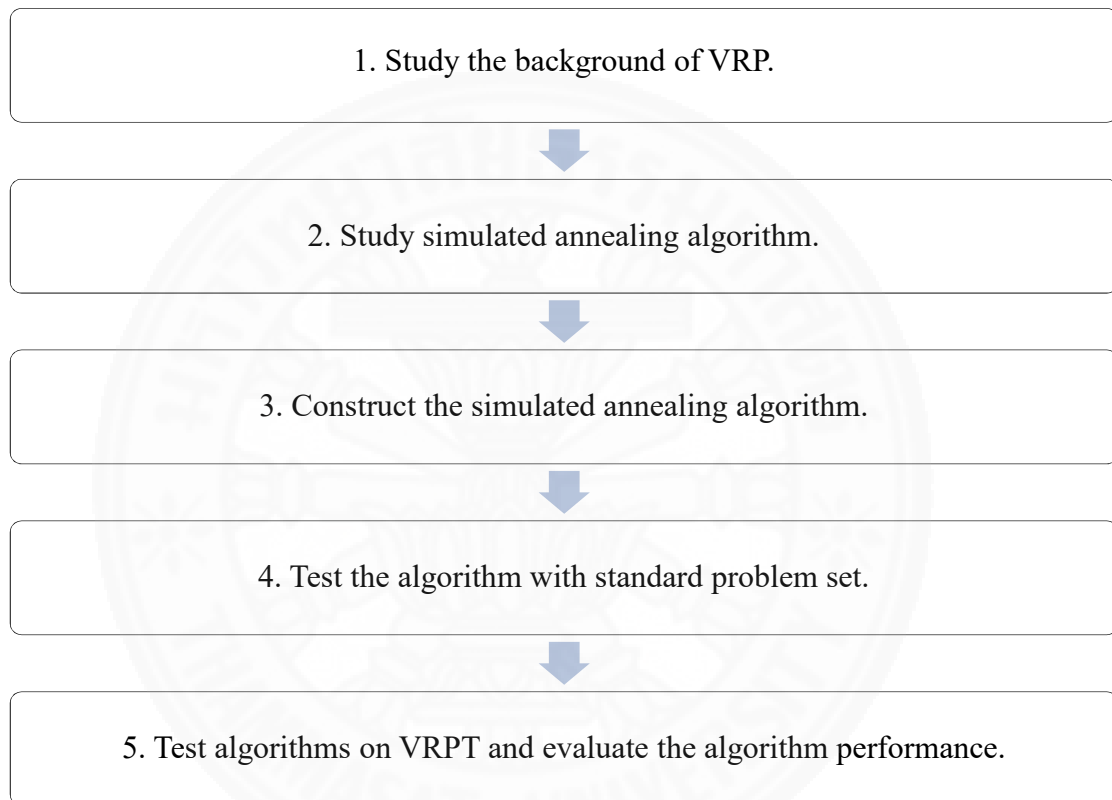 1. Study the background of VRP.
2. Study simulated annealing algorithm.
3. Construct the simulated annealing algorithm.
4. Test the algorithm with standard problem set.
5. Test algorithms on VRPT and evaluate the algorithm performance.